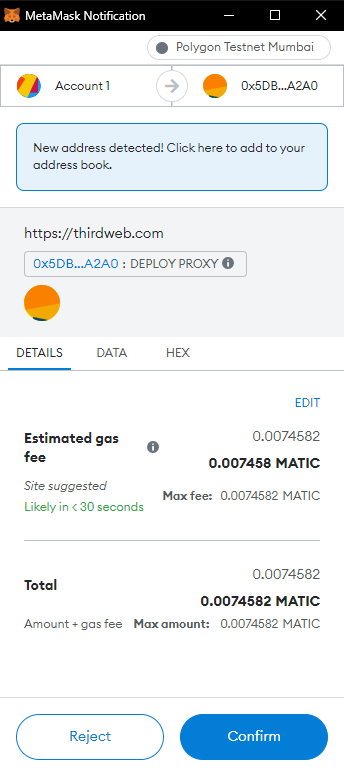 MetaMask Notification
Polygon Testnet Mumbai
Account 1
0x5DB...A2A0
New address detected! Click here to add to your
address book.
https://thirdweb.com
0x5DB...A2A0 : DEPLOY PROXY
DETAILS
DATA
HEX
EDIT
Estimated gas
fee
0.0074582
0.007458 MATIC
Site suggested
Likely in < 30 seconds
Max fee: 0.0074582 MATIC
Total
0.0074582
0.0074582 MATIC
Amount + gas fee
Max amount: 0.0074582 MATIC
Reject
Confirm